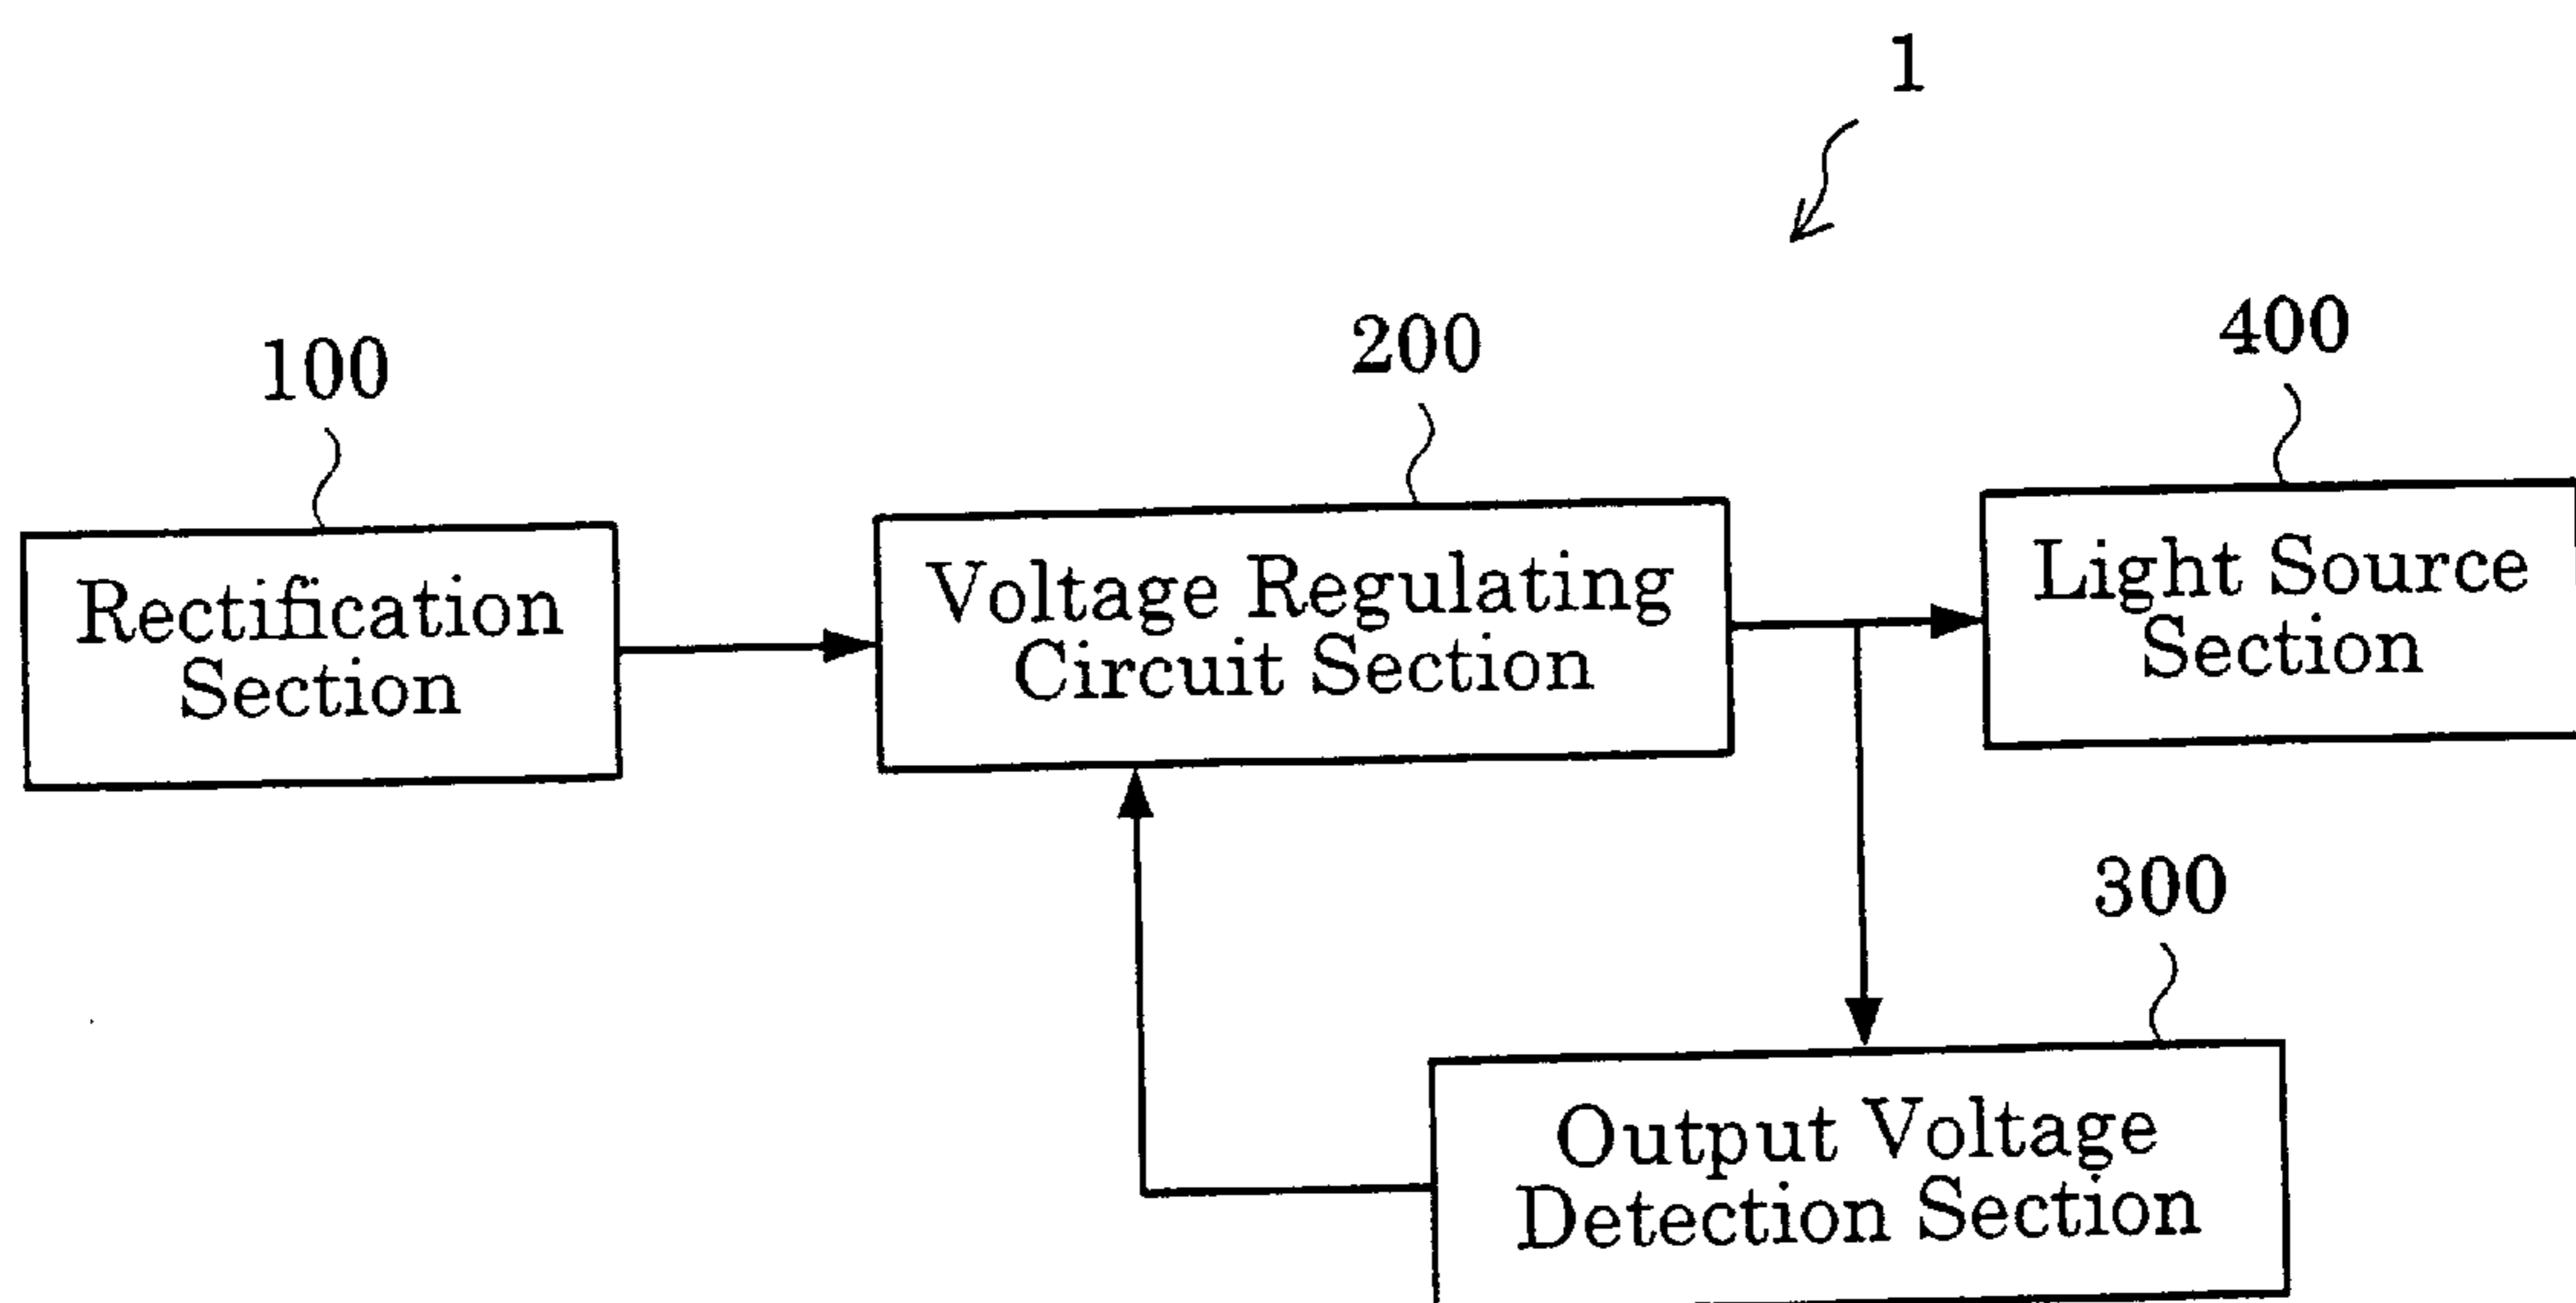 1
100
200
400
Rectification
Section
Voltage Regulating
Circuit Section
Light Source
Section
300
Output Voltage
Detection Section